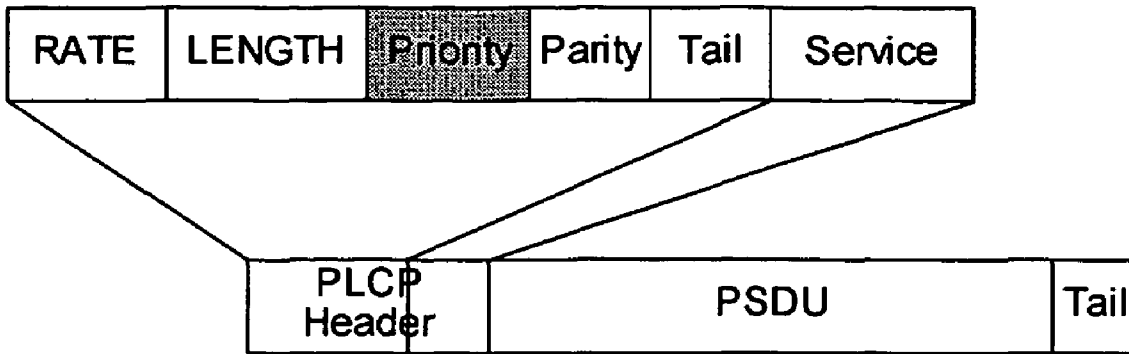 RATE LENGTH Priority Parity Tail Service
PLCP
Header
PSDU Tail